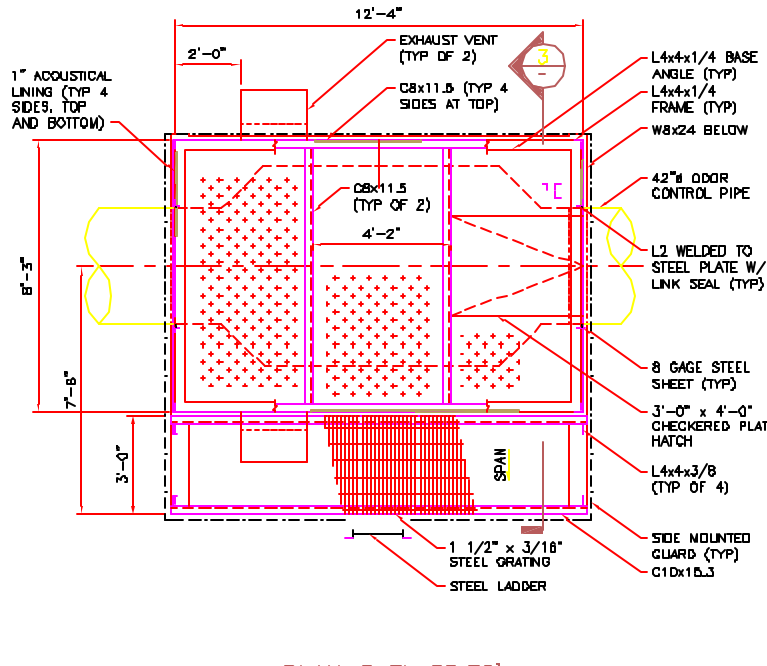 12'-4"
2'-0"
EXHAUST VENT
(TYP OF 2)
3
-
L4x4x1/4 BASE
ANGLE (TYP)
1" ACOUSTICAL
LINING (TYP 4
SIDES, TOP
AND BOTTOM)
C8x11.5 (TYP 4
SIDES AT TOP)
L4x4x1/4
FRAME (TYP)
W8x24 BELOW
42"ø ODOR
CONTROL PIPE
C8x11.5
(TYP OF 2)
4'-2"
L2 WELDED TO
STEEL PLATE W/
LINK SEAL (TYP)
8'-3"
7'-8"
8 GAGE STEEL
SHEET (TYP)
3'-0" x 4'-0"
CHECKERED PLAT
HATCH
3'-0"
SPAN
L4x4x3/8
(TYP OF 4)
SIDE MOUNTED
GUARD (TYP)
C10x15.3
1 1/2" x 3/16"
STEEL GRATING
STEEL LADDER